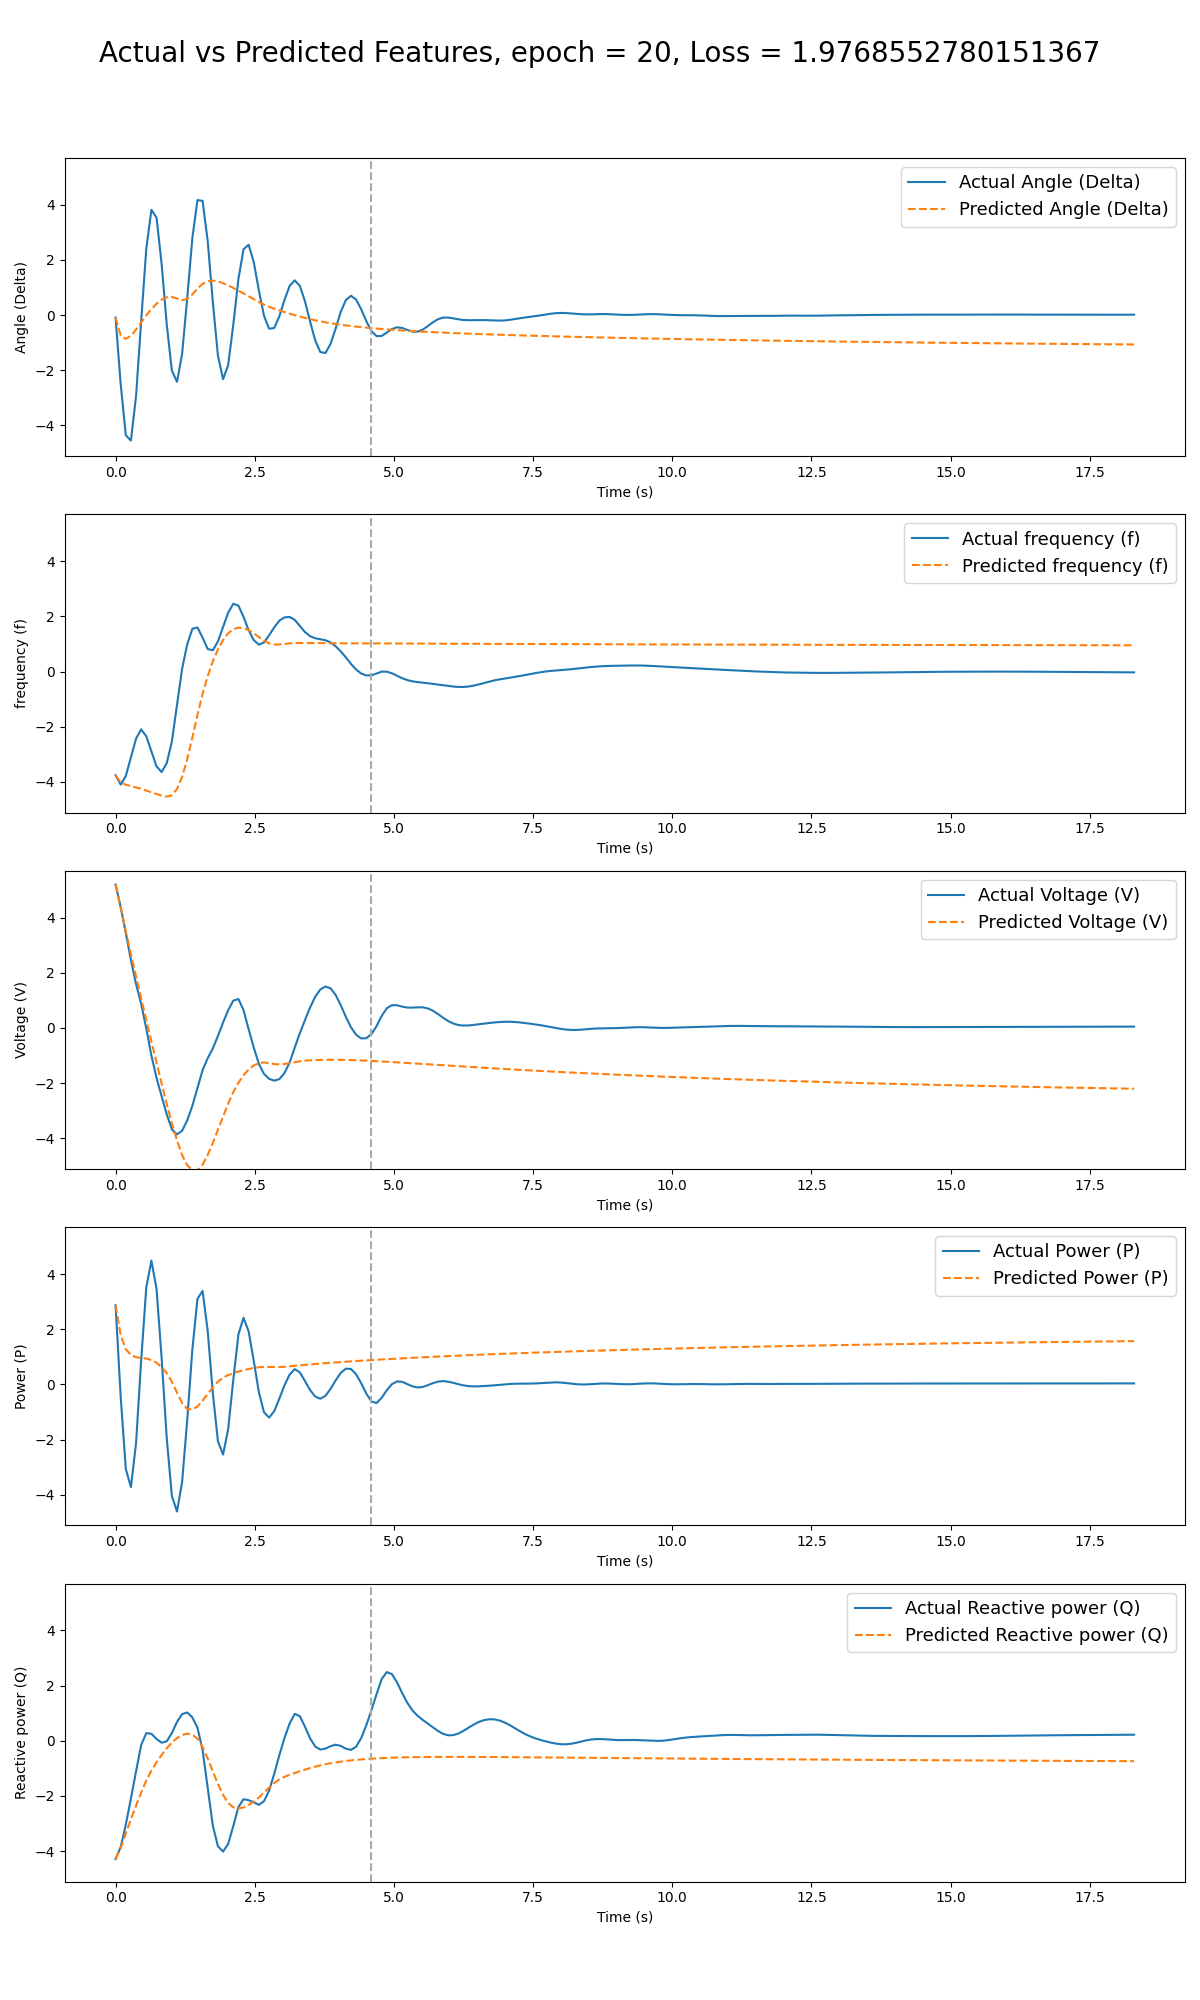 Actual vs Predicted Features, epoch = 20, Loss = 1.9768552780151367
Actual Angle (Delta)
Predicted Angle (Delta)
Angle (Delta)
4
2
0
−2
−4
0.0 2.5 5.0 7.5 10.0 12.5 15.0 17.5
Time (s)
Actual frequency (f)
Predicted frequency (f)
frequency (f)
4
2
0
−2
−4
0.0 2.5 5.0 7.5 10.0 12.5 15.0 17.5
Time (s)
Actual Voltage (V)
Predicted Voltage (V)
Voltage (V)
4
2
0
−2
−4
0.0 2.5 5.0 7.5 10.0 12.5 15.0 17.5
Time (s)
Actual Power (P)
Predicted Power (P)
Power (P)
4
2
0
−2
−4
0.0 2.5 5.0 7.5 10.0 12.5 15.0 17.5
Time (s)
Actual Reactive power (Q)
Predicted Reactive power (Q)
Reactive power (Q)
4
2
0
−2
−4
0.0 2.5 5.0 7.5 10.0 12.5 15.0 17.5
Time (s)